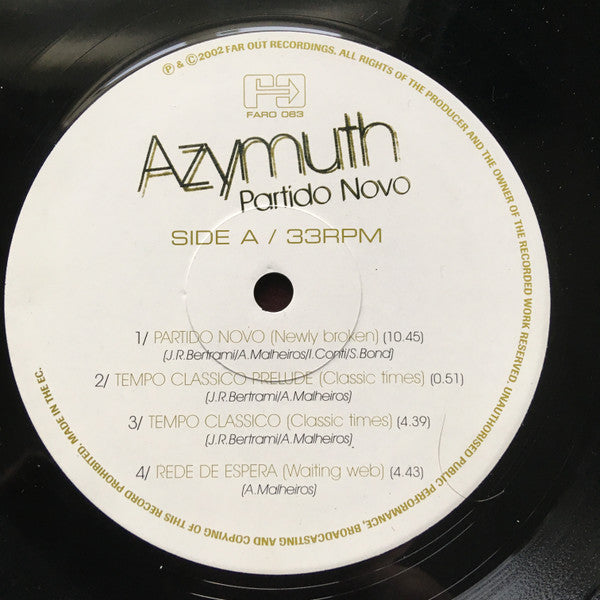 ℗ & ©2002 FAR OUT RECORDINGS. ALL RIGHTS OF THE PRODUCER AND THE OWNER OF THE RECORDED WORK RESERVED. UNAUTHORISED PUBLIC PERFORMANCE, BROADCASTING AND COPYING OF THIS RECORD PROHIBITED. MADE IN THE EC.
FARO 063
Azymuth
Partido Novo
SIDE A / 33RPM
1/ PARTIDO NOVO (Newly broken) (10.45)
(J.R.Bertrami/A.Malheiros/I.Conti/S.Bond)
2/ TEMPO CLASSICO PRELUDE (Classic times) (0.51)
(J.R.Bertrami/A.Malheiros)
3/ TEMPO CLASSICO (Classic times) (4.39)
(J.R.Bertrami/A.Malheiros)
4/ REDE DE ESPERA (Waiting web) (4.43)
(A.Malheiros)